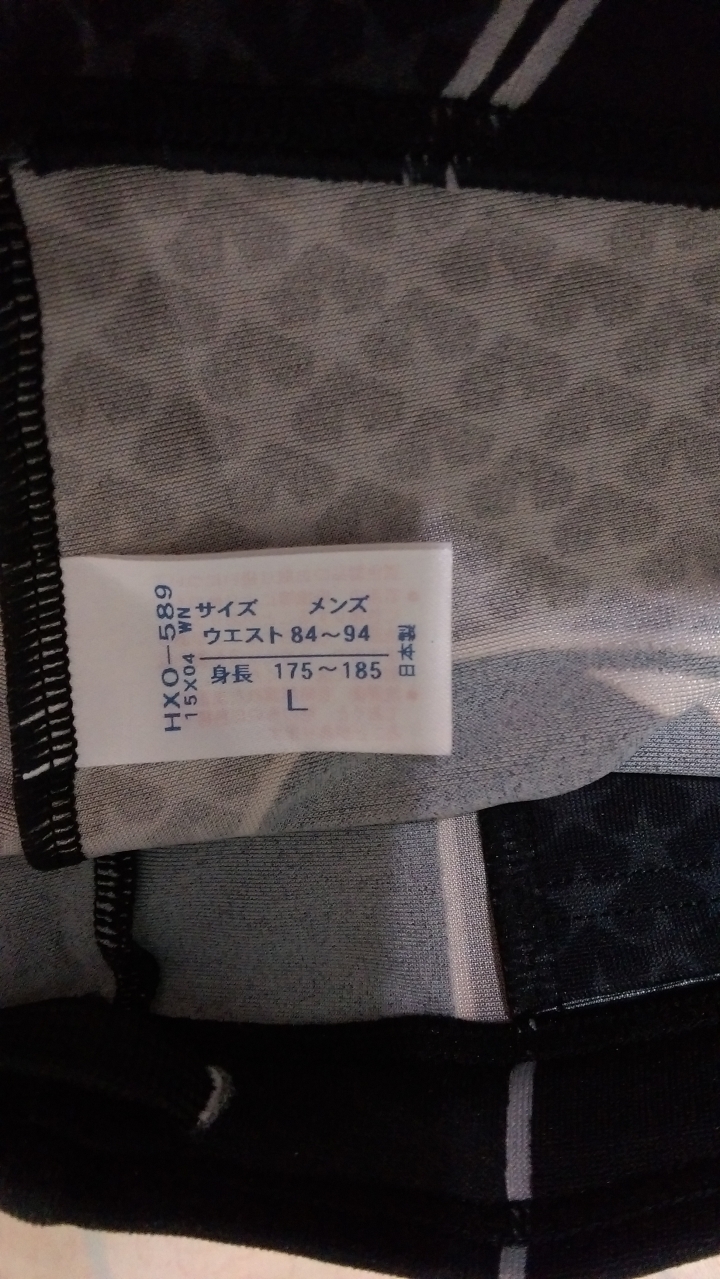 サイズ メンズ
ウエスト 84～94
身長 175～185
L
日本製
HXO-589
15X04 WN